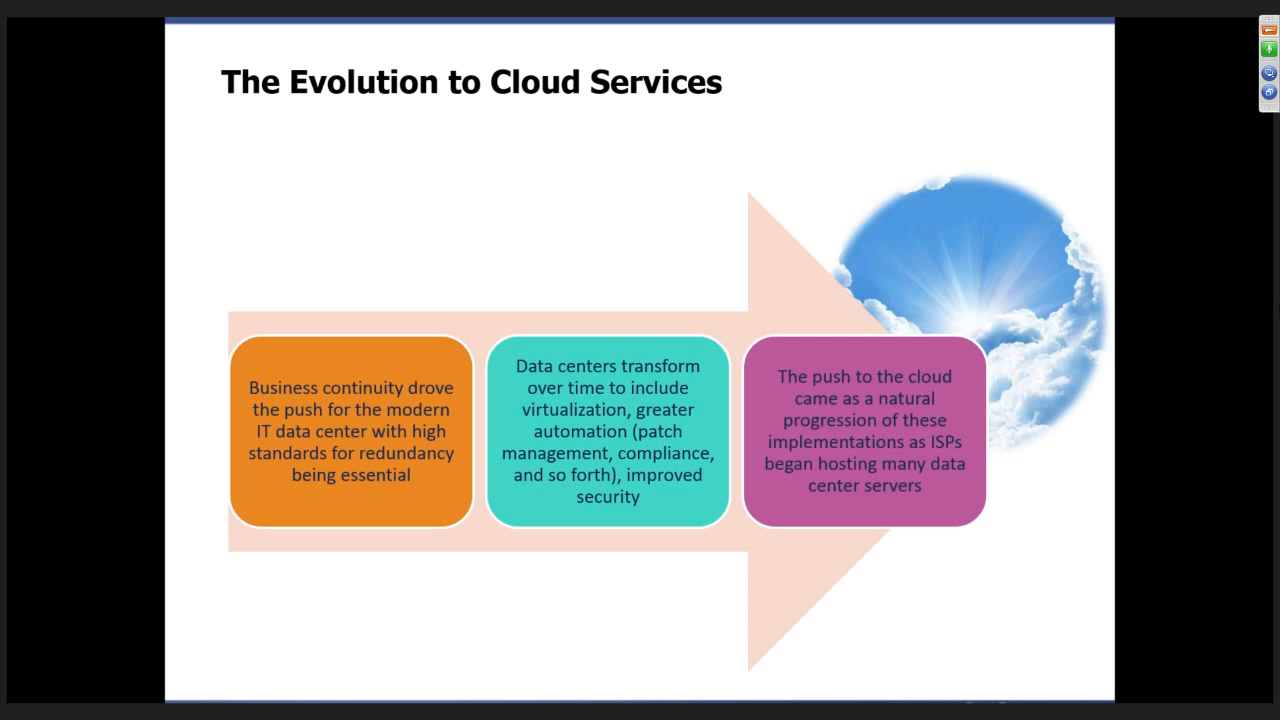 The Evolution to Cloud Services
Business continuity drove
the push for the modern
IT data center with high
standards for redundancy
being essential
Data centers transform
over time to include
virtualization, greater
automation (patch
management, compliance,
and so forth), improved
security
The push to the cloud
came as a natural
progression of these
implementations as ISPs
began hosting many data
center servers